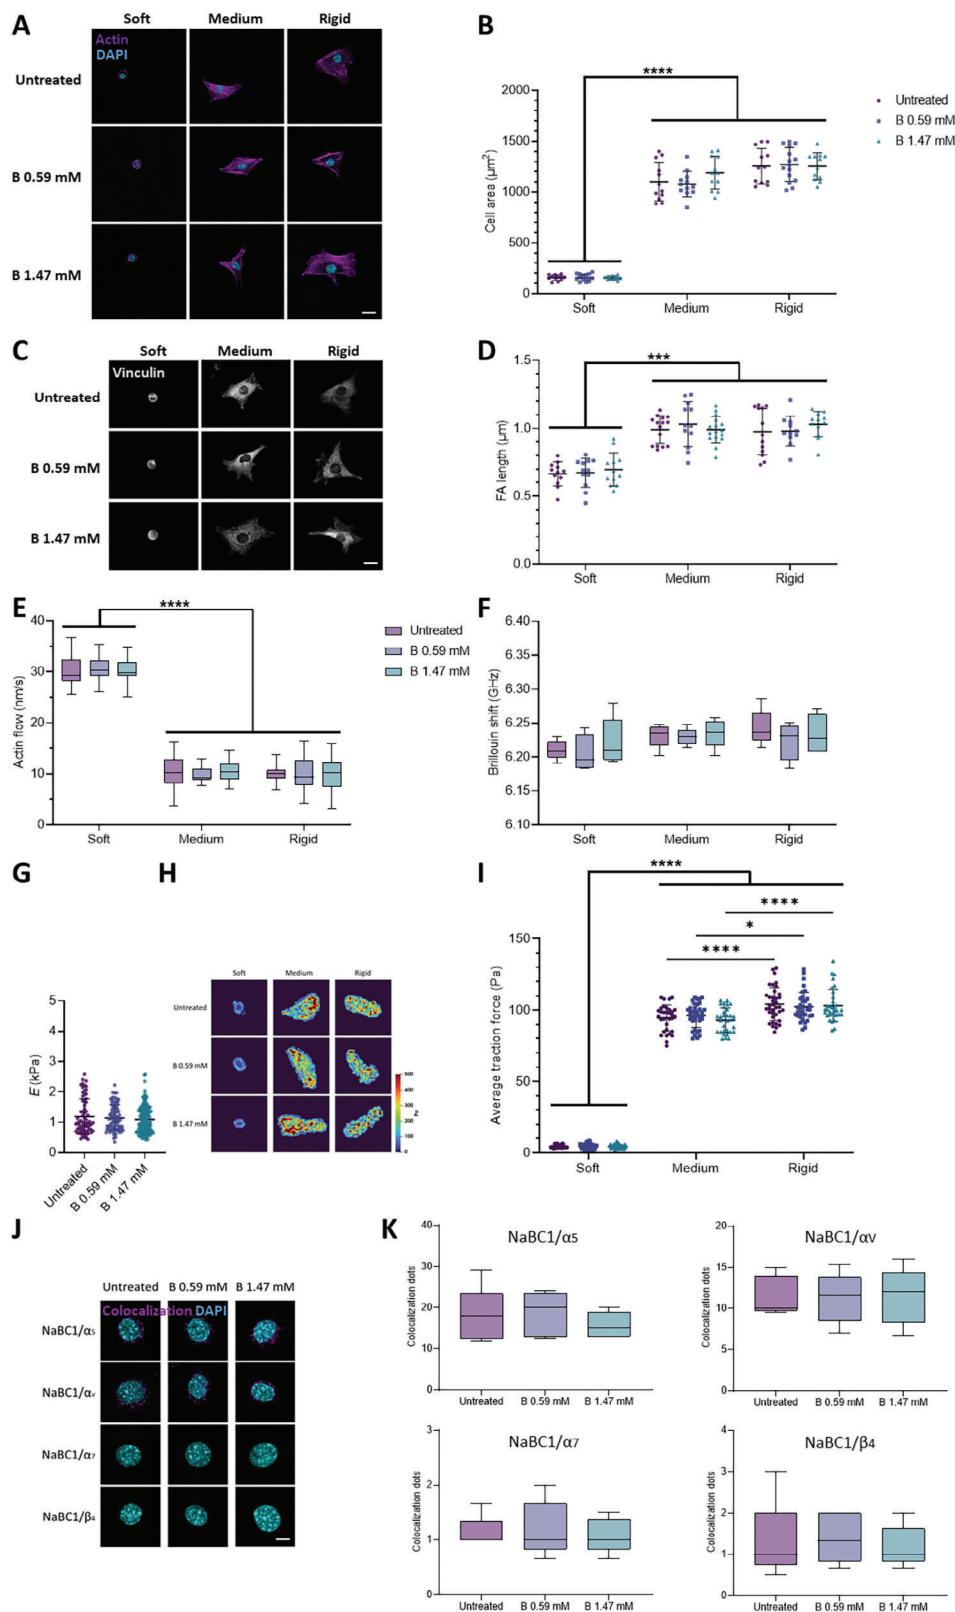 A
Soft Medium Rigid
Actin
DAPI
Untreated
B 0.59 mM
B 1.47 mM
B
****
Untreated
B 0.59 mM
B 1.47 mM
Cell area (µm²)
2000
1500
1000
500
0
Soft Medium Rigid
C
Soft Medium Rigid
Vinculin
Untreated
B 0.59 mM
B 1.47 mM
D
***
FA length (µm)
1.5
1.0
0.5
0.0
Soft Medium Rigid
E
****
Untreated
B 0.59 mM
B 1.47 mM
Actin flow (nm/s)
40
30
20
10
0
Soft Medium Rigid
F
Brillouin shift (GHz)
6.40
6.35
6.30
6.25
6.20
6.15
6.10
Soft Medium Rigid
G
E (kPa)
5
4
3
2
1
0
Untreated
B 0.59 mM
B 1.47 mM
H
Soft Medium Rigid
Untreated
B 0.59 mM
B 1.47 mM
500
400
300
200
100
0
Pa
I
****
****
*
****
Average traction force (Pa)
150
100
50
0
Soft Medium Rigid
J
Untreated B 0.59 mM B 1.47 mM
Colocalization DAPI
NaBC1/α5
NaBC1/αv
NaBC1/α7
NaBC1/β4
K
NaBC1/α5
Colocalization dots
40
30
20
10
0
Untreated B 0.59 mM B 1.47 mM
NaBC1/αv
Colocalization dots
20
15
10
5
0
Untreated B 0.59 mM B 1.47 mM
NaBC1/α7
Colocalization dots
3
2
1
0
Untreated B 0.59 mM B 1.47 mM
NaBC1/β4
Colocalization dots
4
3
2
1
0
Untreated B 0.59 mM B 1.47 mM